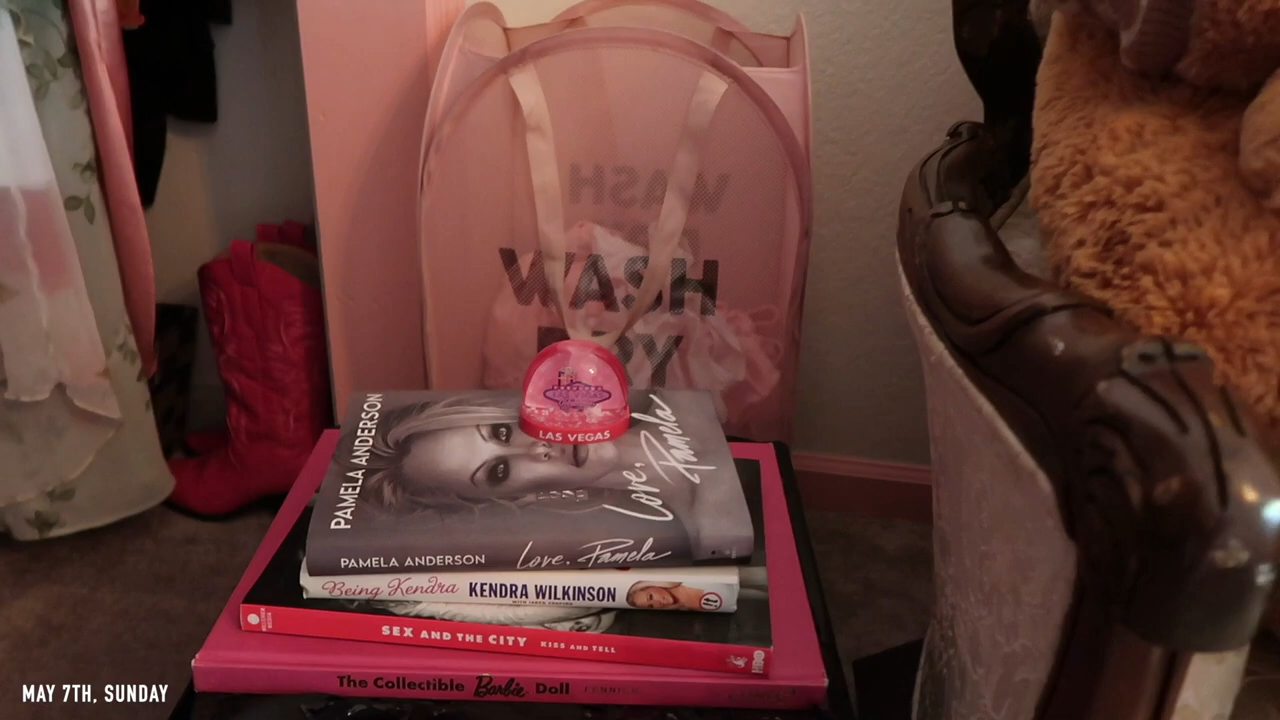 WASH
WASH
DRY
LAS VEGAS
PAMELA ANDERSON
Love, Pamela
PAMELA ANDERSON Love, Pamela
Being Kendra KENDRA WILKINSON
SEX AND THE CITY KISS AND TELL HBO
The Collectible Barbie Doll
MAY 7TH, SUNDAY